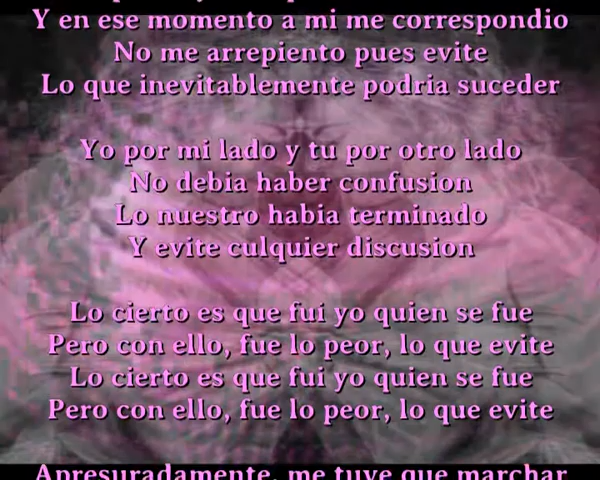 Y en ese momento a mi me correspondio
No me arrepiento pues evite
Lo que inevitablemente podria suceder
Yo por mi lado y tu por otro lado
No debia haber confusion
Lo nuestro habia terminado
Y evite culquier discusion
Lo cierto es que fui yo quien se fue
Pero con ello, fue lo peor, lo que evite
Lo cierto es que fui yo quien se fue
Pero con ello, fue lo peor, lo que evite
Apresuradamente, me tuve que marchar